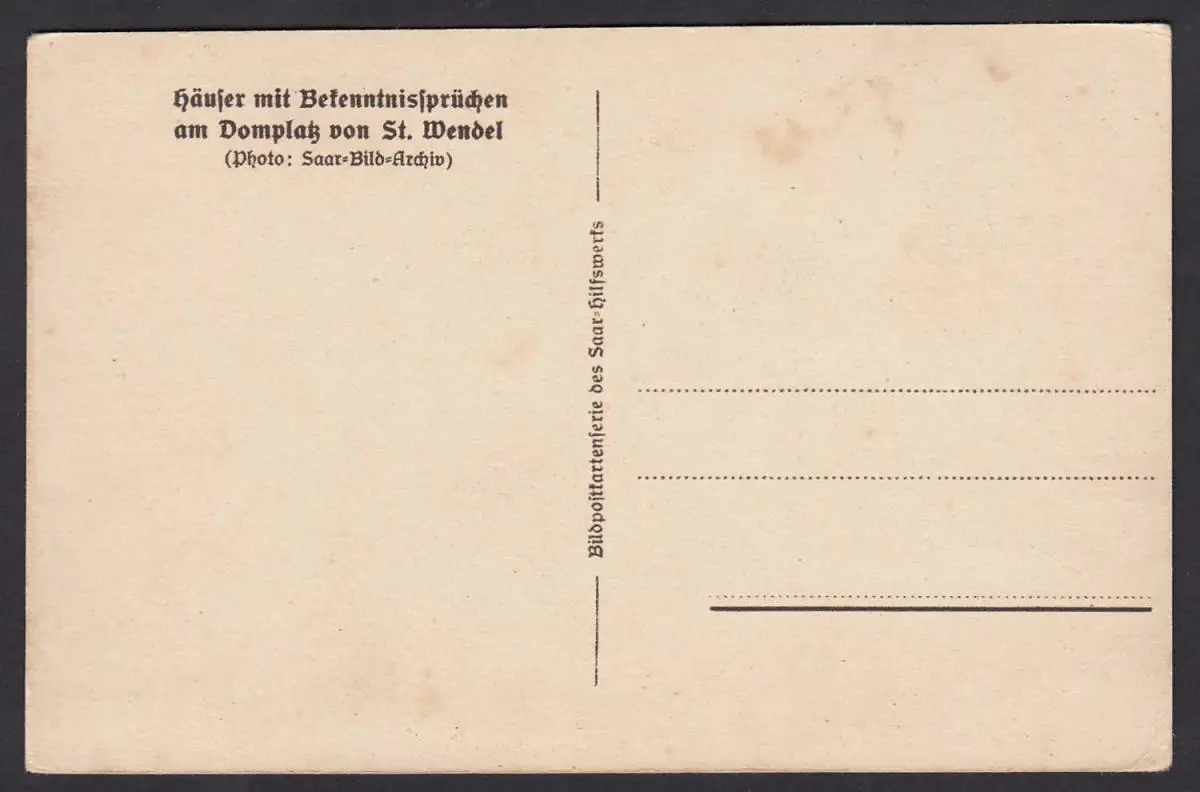 Häuser mit Bekenntnissprüchen
am Domplatz von St. Wendel
(Photo: Saar-Bild-Archiv)
Bildpostkartenserie des Saar-Hilfswerks